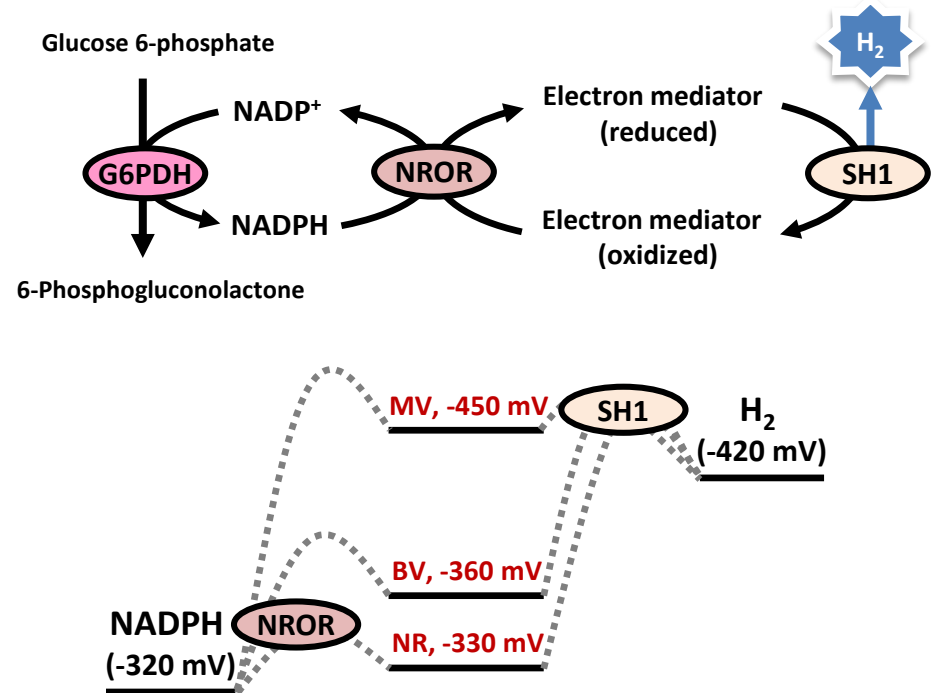 Glucose 6-phosphate
H₂
NADP⁺
Electron mediator
(reduced)
G6PDH
NROR
SH1
NADPH
Electron mediator
(oxidized)
6-Phosphogluconolactone
MV, -450 mV
SH1
H₂
(-420 mV)
BV, -360 mV
NADPH
(-320 mV)
NROR
NR, -330 mV